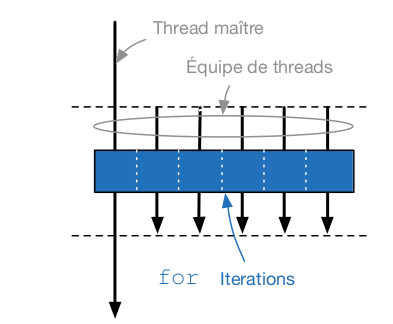 Thread maître
Équipe de threads
for Iterations